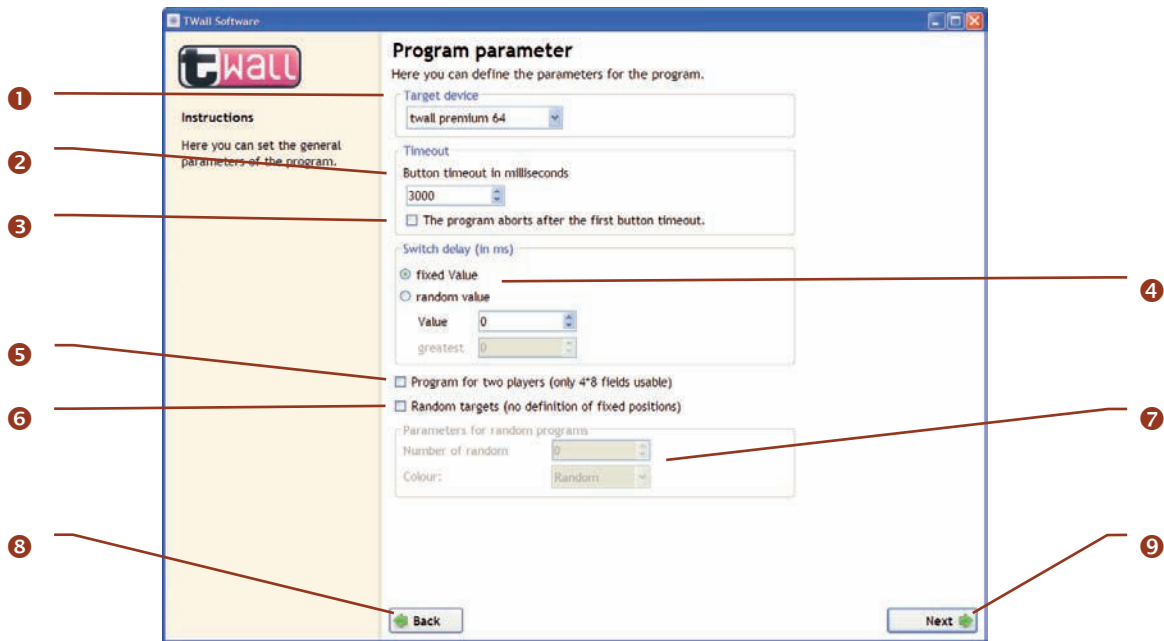 TWall Software
twall
Program parameter
Here you can define the parameters for the program.
Instructions
Here you can set the general
parameters of the program.
Target device
twall premium 64
Timeout
Button timeout in milliseconds
3000
The program aborts after the first button timeout.
Switch delay (in ms)
fixed Value
random value
Value 0
greatest 0
Program for two players (only 4*8 fields usable)
Random targets (no definition of fixed positions)
Parameters for random programs
Number of random 0
Colour: Random
Back
Next
1
2
3
4
5
6
7
8
9